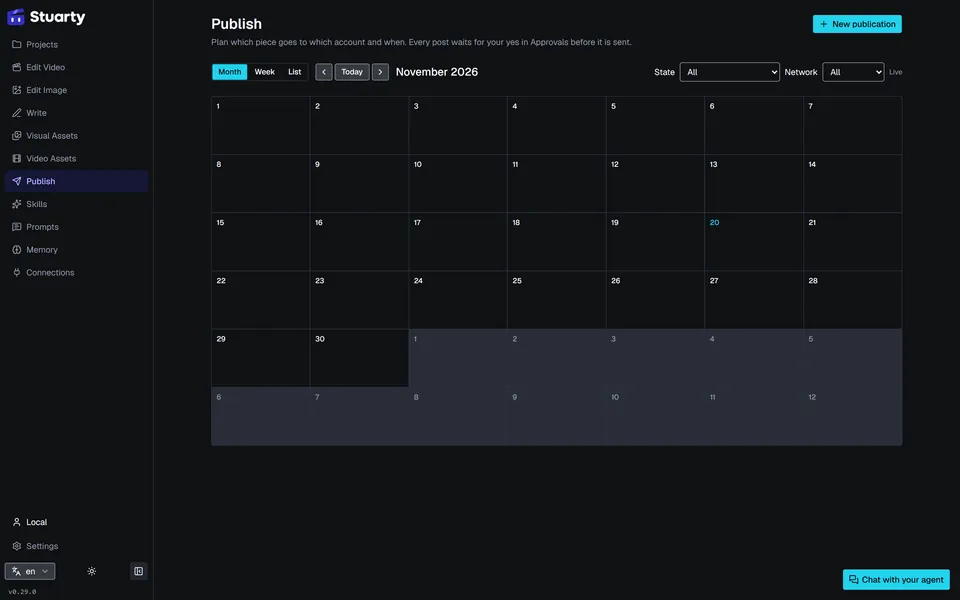 Stuarty
Projects
Edit Video
Edit Image
Write
Visual Assets
Video Assets
Publish
Skills
Prompts
Memory
Connections
Local
Settings
en
v0.29.0
Publish
New publication
Plan which piece goes to which account and when. Every post waits for your yes in Approvals before it is sent.
Month Week List Today November 2026 State All Network All Live
1 2 3 4 5 6 7
8 9 10 11 12 13 14
15 16 17 18 19 20 21
22 23 24 25 26 27 28
29 30 1 2 3 4 5
6 7 8 9 10 11 12
Chat with your agent